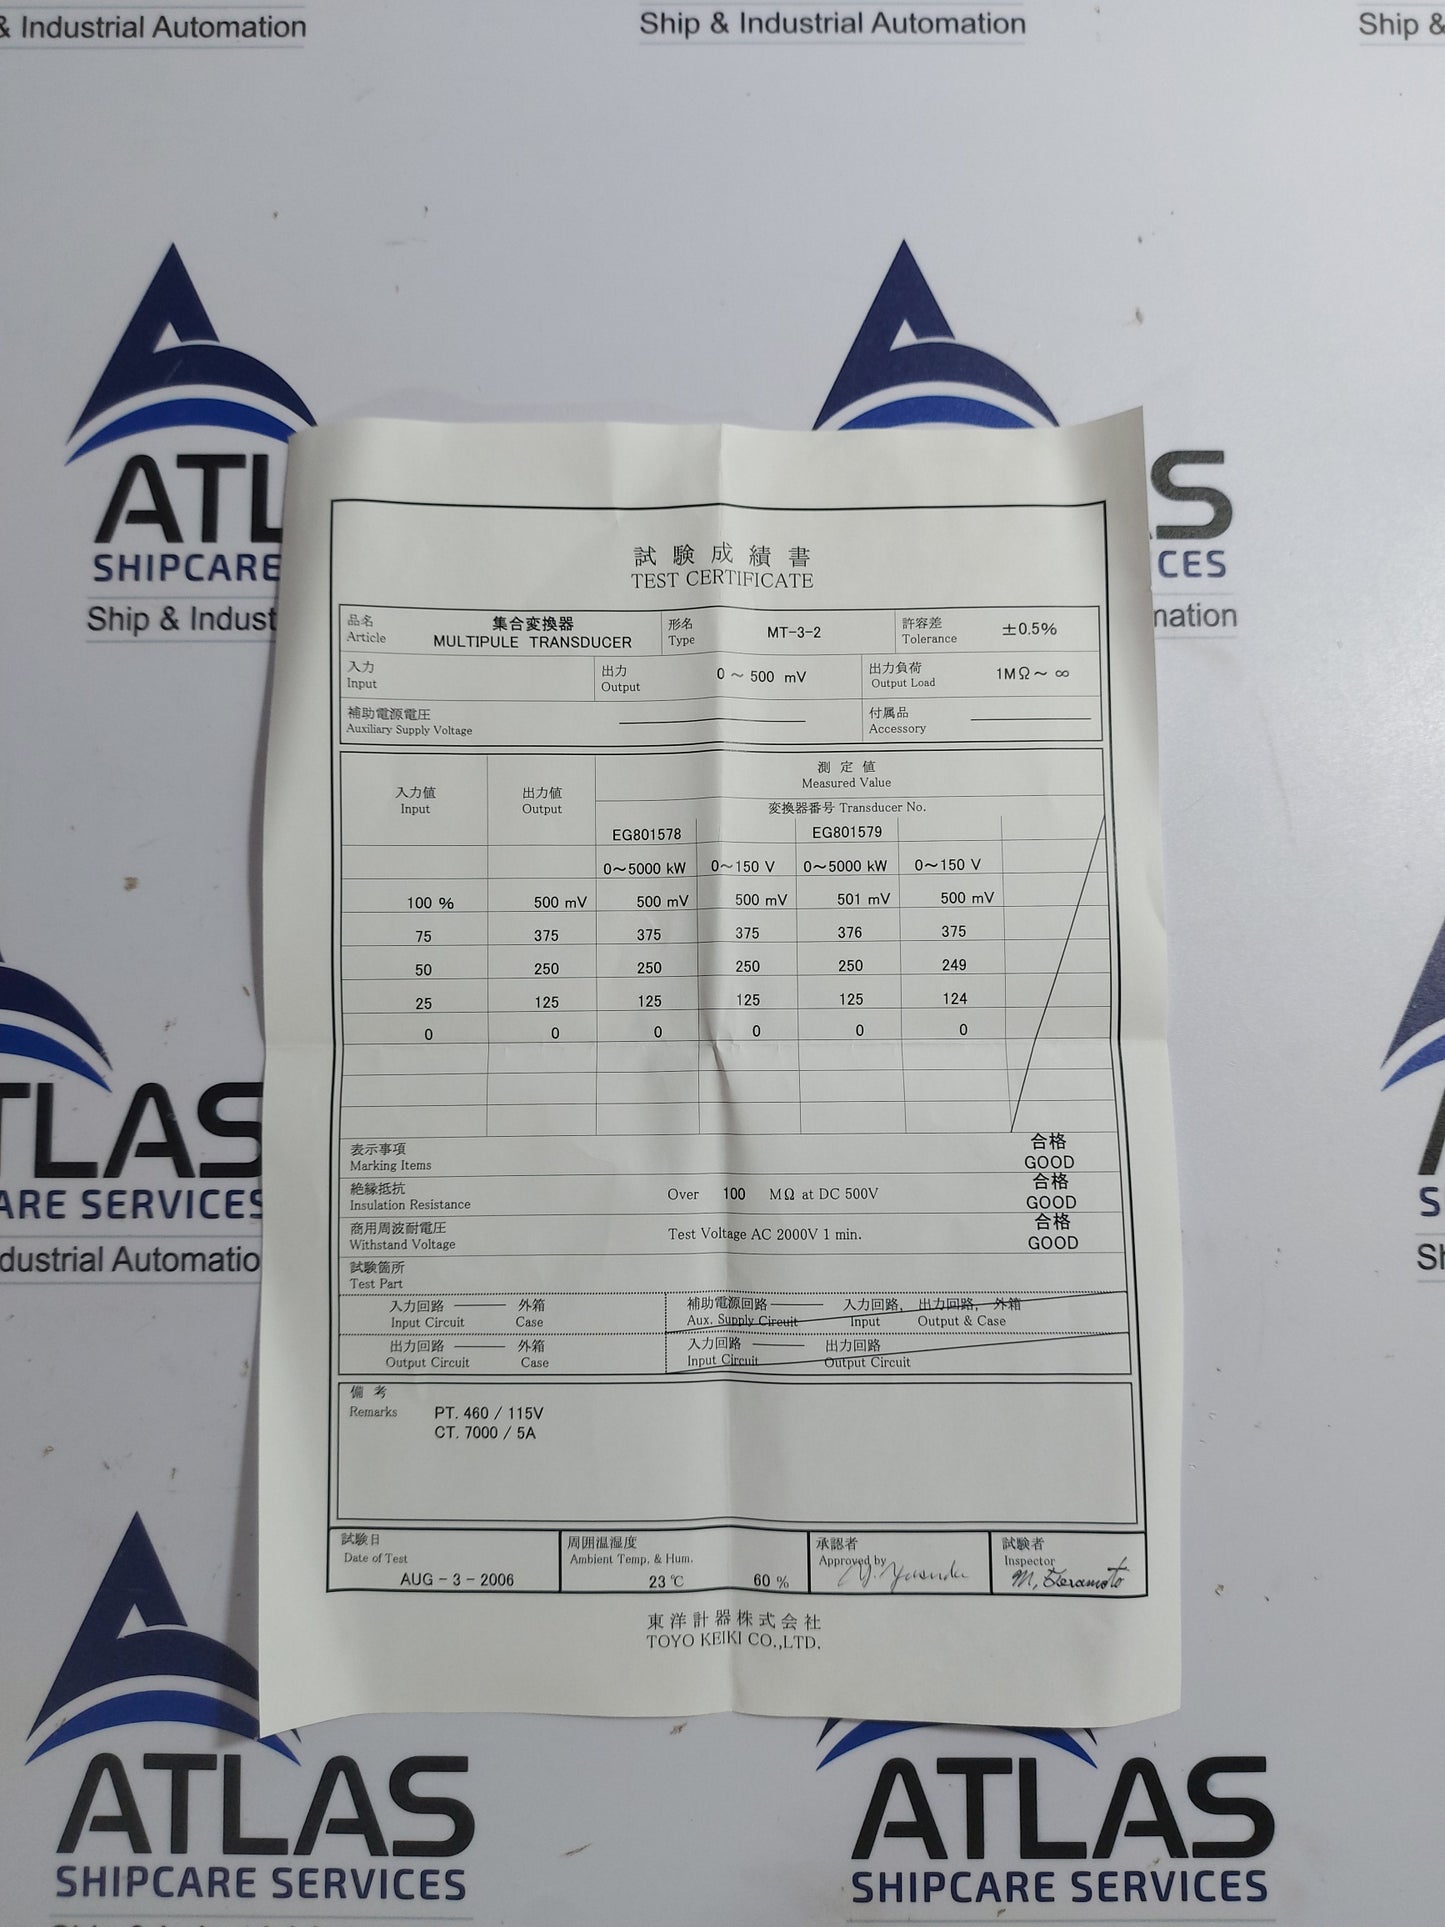 & Industrial Automation
Ship & Industrial Automation
Ship &
ATL
SHIPCARE
Ship & Indust
AS
CES
mation
試験成績書
TEST CERTIFICATE
品名 Article 集合変換器 MULTIPULE TRANSDUCER 形名 Type MT-3-2 許容差 Tolerance ±0.5%
入力 Input 出力 Output 0 ~ 500 mV 出力負荷 Output Load 1MΩ~ ∞
補助電源電圧 Auxiliary Supply Voltage 付属品 Accessory
入力値 Input 出力値 Output 測定値 Measured Value
変換器番号 Transducer No.
EG801578 EG801579
0~5000 kW 0~150 V 0~5000 kW 0~150 V
100 % 500 mV 500 mV 500 mV 501 mV 500 mV
75 375 375 375 376 375
50 250 250 250 250 249
25 125 125 125 125 124
0 0 0 0 0 0
表示事項 Marking Items 合格 GOOD
絶縁抵抗 Insulation Resistance Over 100 MΩ at DC 500V 合格 GOOD
商用周波耐電圧 Withstand Voltage Test Voltage AC 2000V 1 min. 合格 GOOD
試験箇所 Test Part
入力回路 ─── 外箱 補助電源回路 ─── 入力回路, 出力回路, 外箱
Input Circuit Case Aux. Supply Circuit Input Output & Case
出力回路 ─── 外箱 入力回路 ─── 出力回路
Output Circuit Case Input Circuit Output Circuit
備考
Remarks PT. 460 / 115V
CT. 7000 / 5A
試験日 周囲温湿度 承認者 試験者
Date of Test Ambient Temp. & Hum. Approved by Inspector
AUG - 3 - 2006 23 ℃ 60 %
東洋計器株式会社
TOYO KEIKI CO.,LTD.
TLAS
ARE SERVICES
dustrial Automatio
S
Sh
ATLAS
SHIPCARE SERVICES
ATLAS
SHIPCARE SERVICES